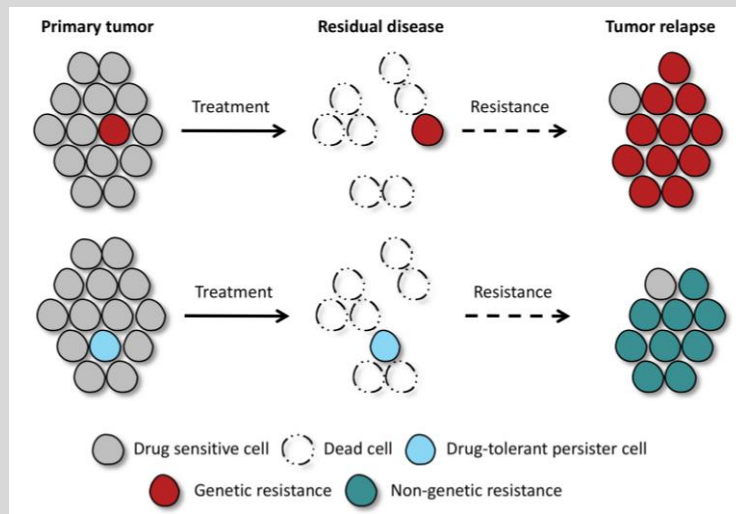 Primary tumor Residual disease Tumor relapse
Treatment Resistance
Treatment Resistance
Drug sensitive cell Dead cell Drug-tolerant persister cell
Genetic resistance Non-genetic resistance